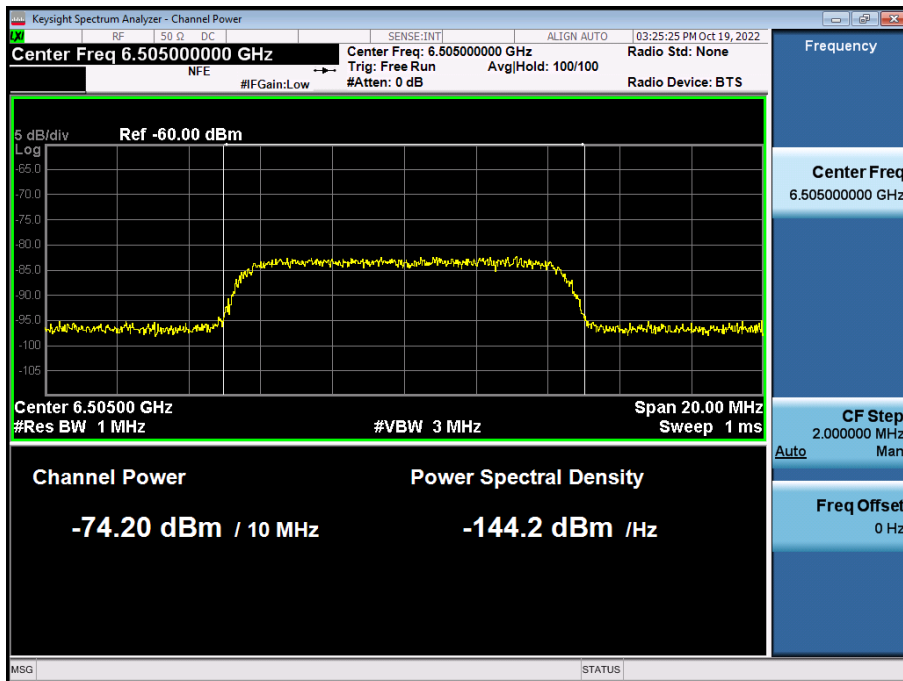 Keysight Spectrum Analyzer - Channel Power
LXI RF 50 Ω DC SENSE:INT ALIGN AUTO 03:25:25 PM Oct 19, 2022
Center Freq 6.505000000 GHz
NFE
#IFGain:Low
Center Freq: 6.505000000 GHz
Trig: Free Run Avg|Hold: 100/100
#Atten: 0 dB
Radio Std: None
Radio Device: BTS
5 dB/div Ref -60.00 dBm
Log
-65.0
-70.0
-75.0
-80.0
-85.0
-90.0
-95.0
-100
-105
Center 6.50500 GHz Span 20.00 MHz
#Res BW 1 MHz #VBW 3 MHz Sweep 1 ms
Channel Power Power Spectral Density
-74.20 dBm / 10 MHz -144.2 dBm /Hz
Frequency
Center Freq
6.505000000 GHz
CF Step
2.000000 MHz
Auto Man
Freq Offset
0 Hz
MSG STATUS